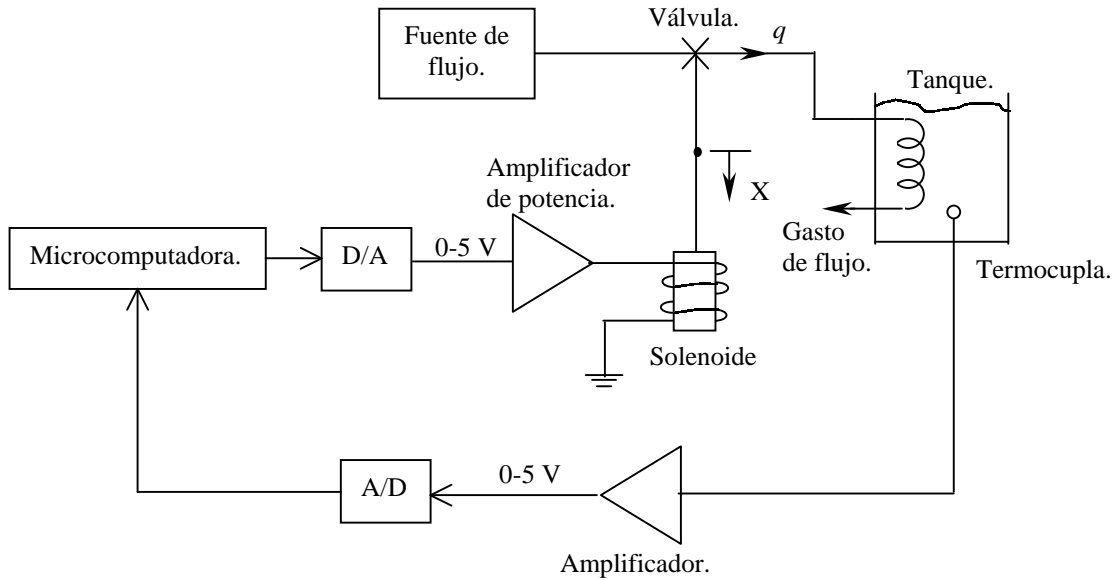 Válvula.
Fuente de
flujo.
q
Tanque.
Amplificador
de potencia.
X
Microcomputadora.
D/A
0-5 V
Gasto
de flujo.
Termocupla.
Solenoide
A/D
0-5 V
Amplificador.